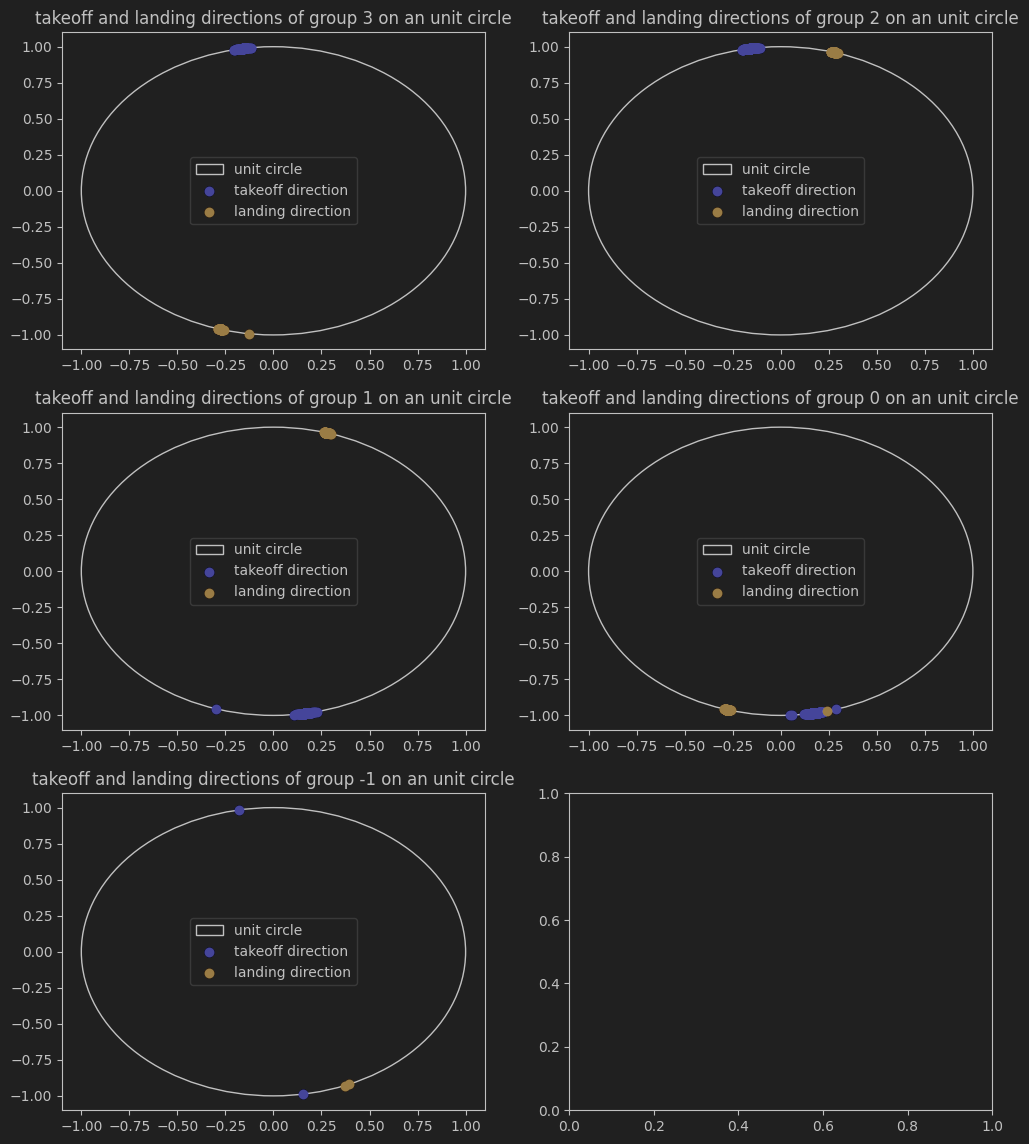 takeoff and landing directions of group 3 on an unit circle
1.00
0.75
0.50
0.25
0.00
−0.25
−0.50
−0.75
−1.00
unit circle
takeoff direction
landing direction
−1.00 −0.75 −0.50 −0.25 0.00 0.25 0.50 0.75 1.00
takeoff and landing directions of group 2 on an unit circle
1.00
0.75
0.50
0.25
0.00
−0.25
−0.50
−0.75
−1.00
unit circle
takeoff direction
landing direction
−1.00 −0.75 −0.50 −0.25 0.00 0.25 0.50 0.75 1.00
takeoff and landing directions of group 1 on an unit circle
1.00
0.75
0.50
0.25
0.00
−0.25
−0.50
−0.75
−1.00
unit circle
takeoff direction
landing direction
−1.00 −0.75 −0.50 −0.25 0.00 0.25 0.50 0.75 1.00
takeoff and landing directions of group 0 on an unit circle
1.00
0.75
0.50
0.25
0.00
−0.25
−0.50
−0.75
−1.00
unit circle
takeoff direction
landing direction
−1.00 −0.75 −0.50 −0.25 0.00 0.25 0.50 0.75 1.00
takeoff and landing directions of group -1 on an unit circle
1.00
0.75
0.50
0.25
0.00
−0.25
−0.50
−0.75
−1.00
unit circle
takeoff direction
landing direction
−1.00 −0.75 −0.50 −0.25 0.00 0.25 0.50 0.75 1.00
1.0
0.8
0.6
0.4
0.2
0.0
0.0 0.2 0.4 0.6 0.8 1.0